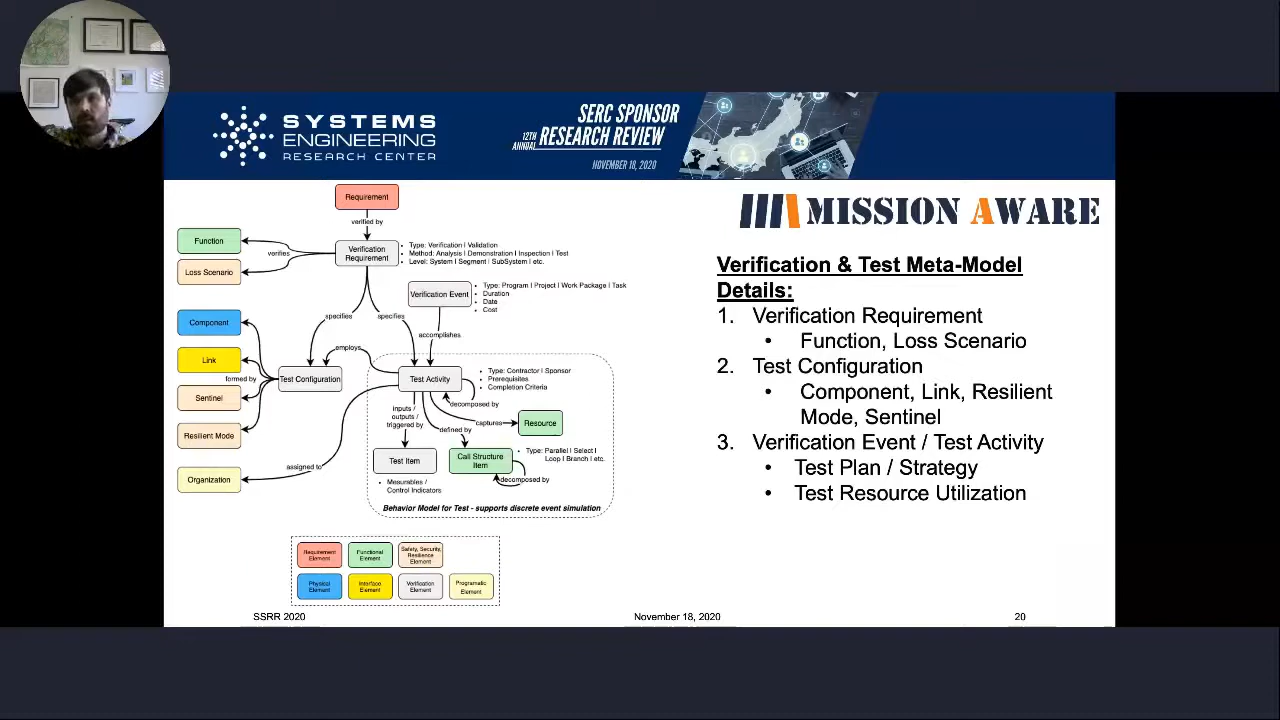 SYSTEMS
ENGINEERING
RESEARCH CENTER
12TH
ANNUAL
SERC SPONSOR
RESEARCH REVIEW
NOVEMBER 18, 2020
MISSION AWARE
Requirement
verified by
Verification
Requirement
• Type: Verification | Validation
• Method: Analysis | Demonstration | Inspection | Test
• Level: System | Segment | SubSystem | etc.
Function
verifies
Loss Scenario
Verification Event
• Type: Program | Project | Work Package | Task
• Duration
• Date
• Cost
specifies
specifies
accomplishes
Component
Link
formed by
Sentinel
Resilient Mode
Organization
employs
Test Configuration
Test Activity
• Type: Contractor | Sponsor
• Prerequisites
• Completion Criteria
decomposed by
inputs /
outputs /
triggered by
defined by
captures
Resource
assigned to
Test Item
• Mesurables /
Control Indicators
Call Structure
Item
• Type: Parallel | Select |
Loop | Branch | etc.
decomposed by
Behavior Model for Test - supports discrete event simulation
Requirement
Element
Functional
Element
Safety, Security,
Resilience
Element
Physical
Element
Interface
Element
Verification
Element
Programatic
Element
Verification & Test Meta-Model
Details:
1. Verification Requirement
• Function, Loss Scenario
2. Test Configuration
• Component, Link, Resilient
Mode, Sentinel
3. Verification Event / Test Activity
• Test Plan / Strategy
• Test Resource Utilization
SSRR 2020
November 18, 2020
20